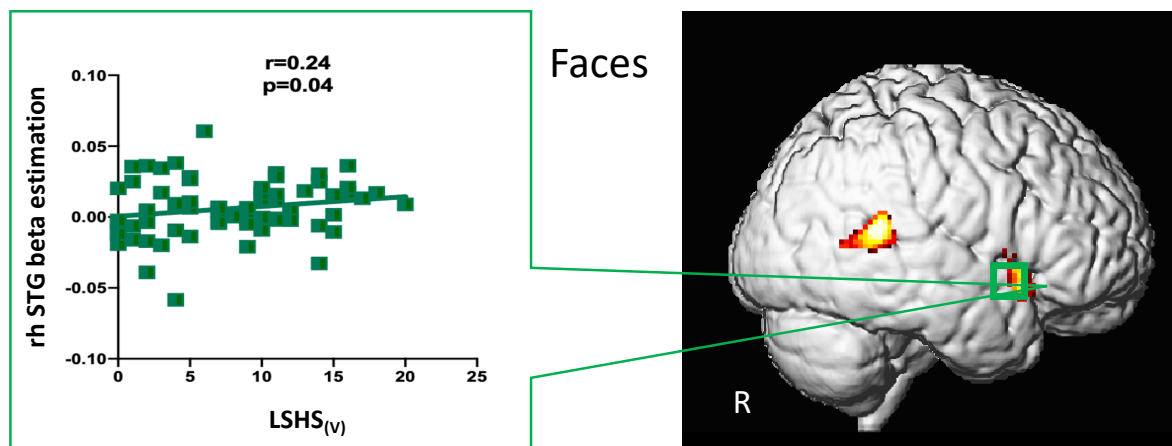 r=0.24
p=0.04
Faces
rh STG beta estimation
0.10
0.05
0.00
-0.05
-0.10
0 5 10 15 20 25
LSHS(V)
R